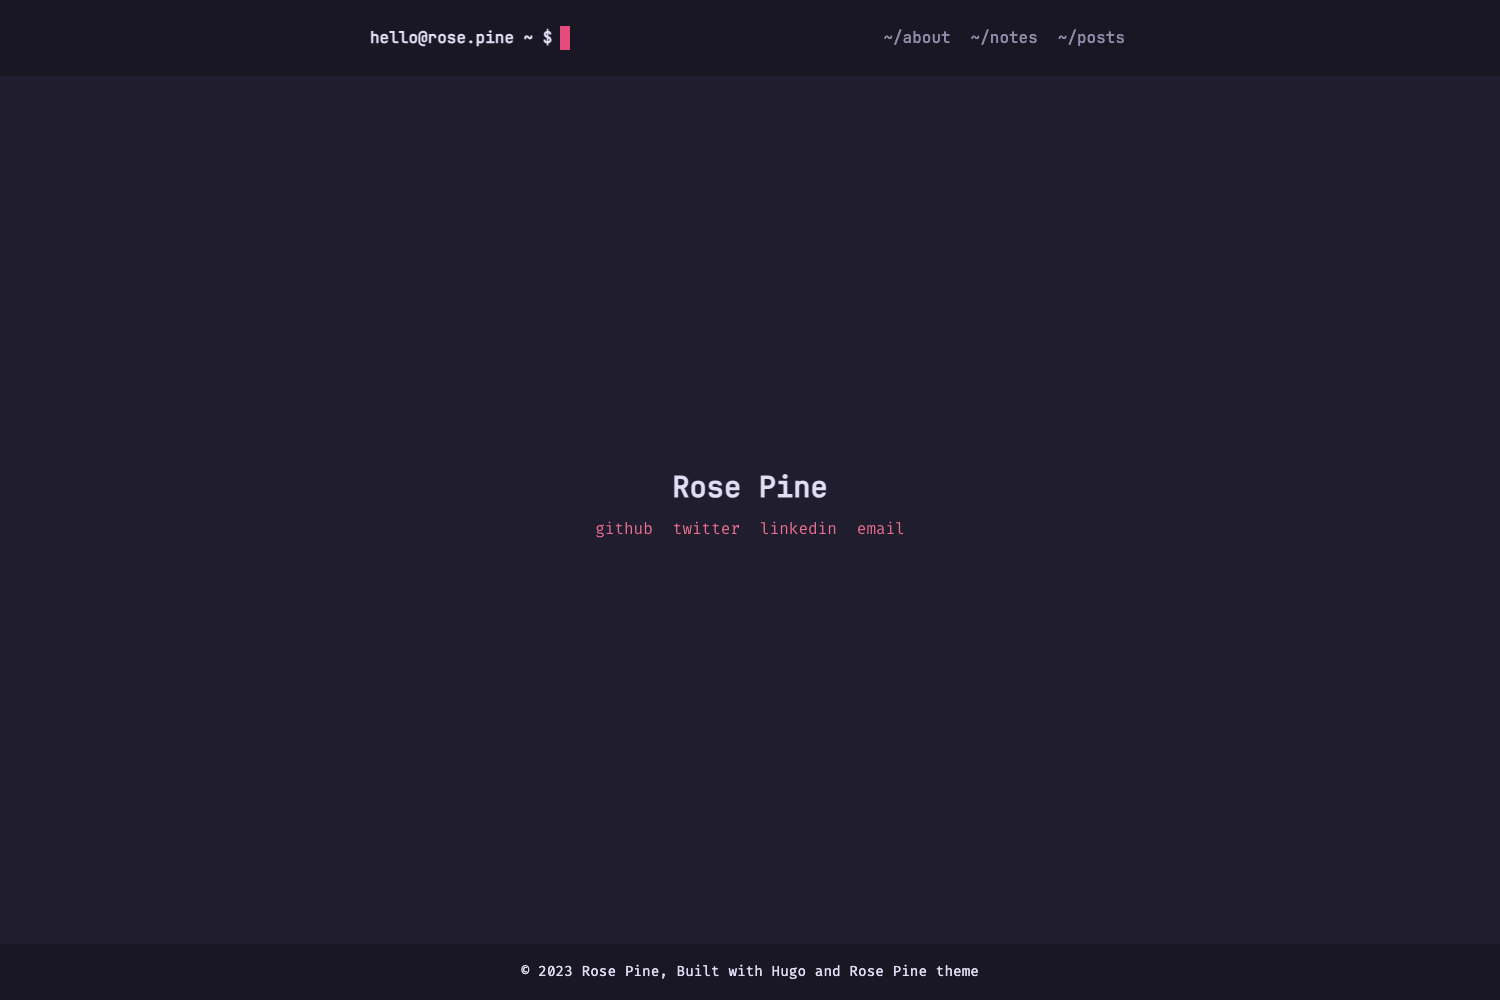 hello@rose.pine ~ $
~/about ~/notes ~/posts
Rose Pine
github twitter linkedin email
© 2023 Rose Pine, Built with Hugo and Rose Pine theme